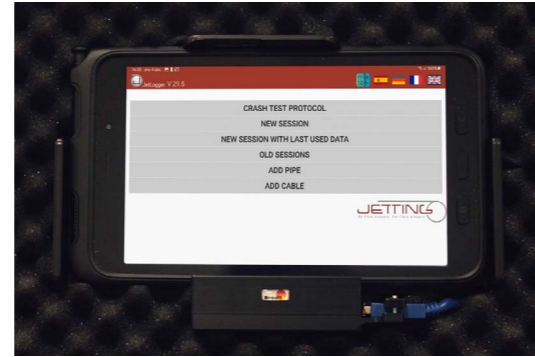 JetLogger V 29.5
CRASH TEST PROTOCOL
NEW SESSION
NEW SESSION WITH LAST USED DATA
OLD SESSIONS
ADD PIPE
ADD CABLE
JETTING